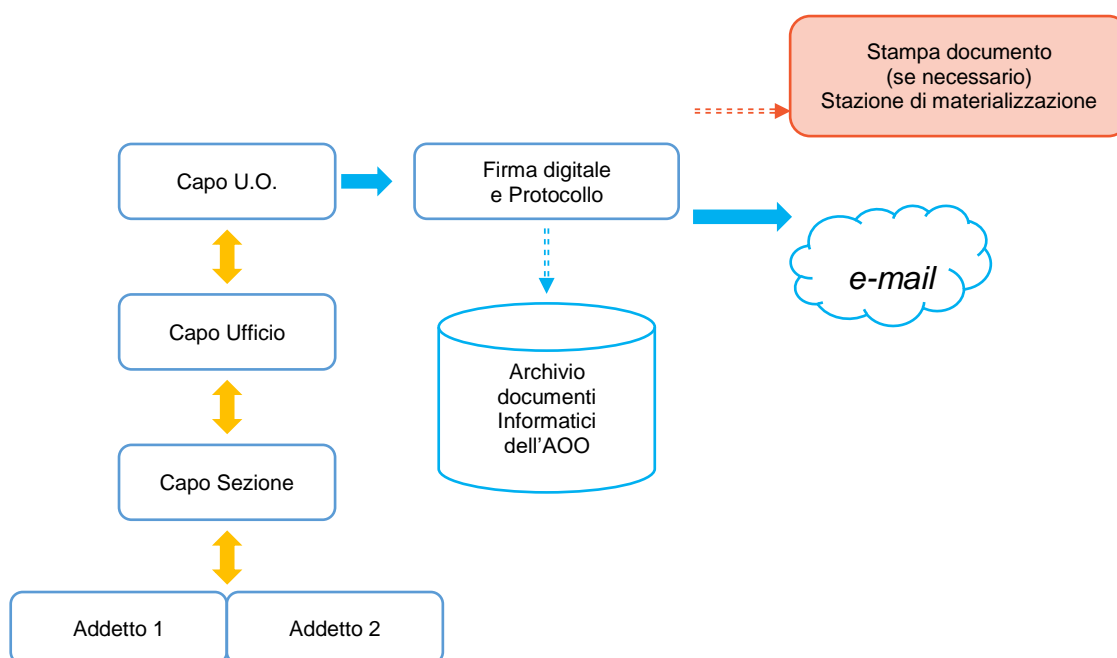 Stampa documento
(se necessario)
Stazione di materializzazione
Capo U.O.
Firma digitale
e Protocollo
e-mail
Capo Ufficio
Archivio
documenti
Informatici
dell’AOO
Capo Sezione
Addetto 1
Addetto 2